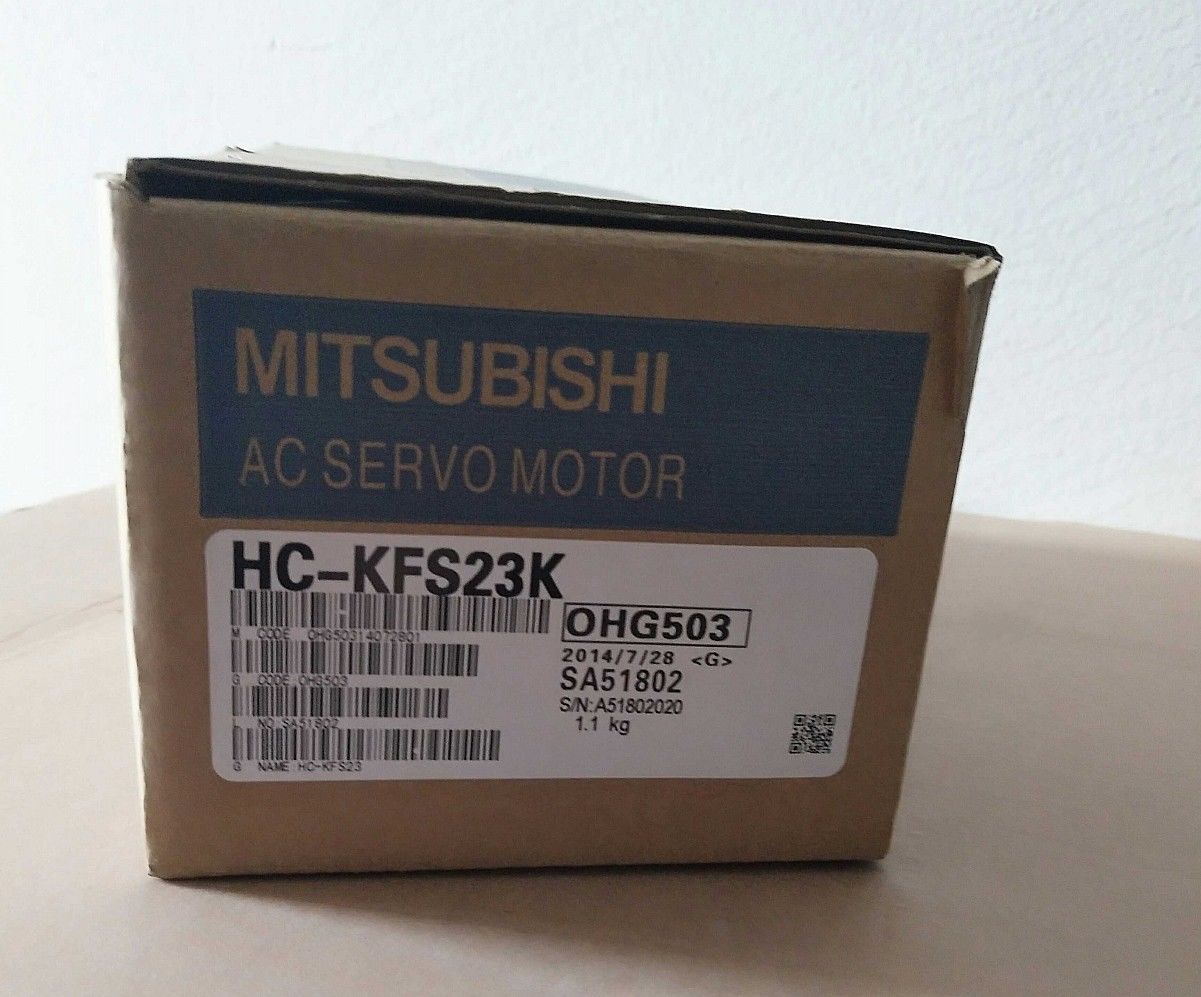 MITSUBISHI
AC SERVO MOTOR
HC-KFS23K
M CODE OHG50314072801
OHG503
2014/7/28 <G>
G CODE OHG503
SA51802
S/N:A51802020
L NO SA51802
1.1 kg
G NAME HC-KFS23